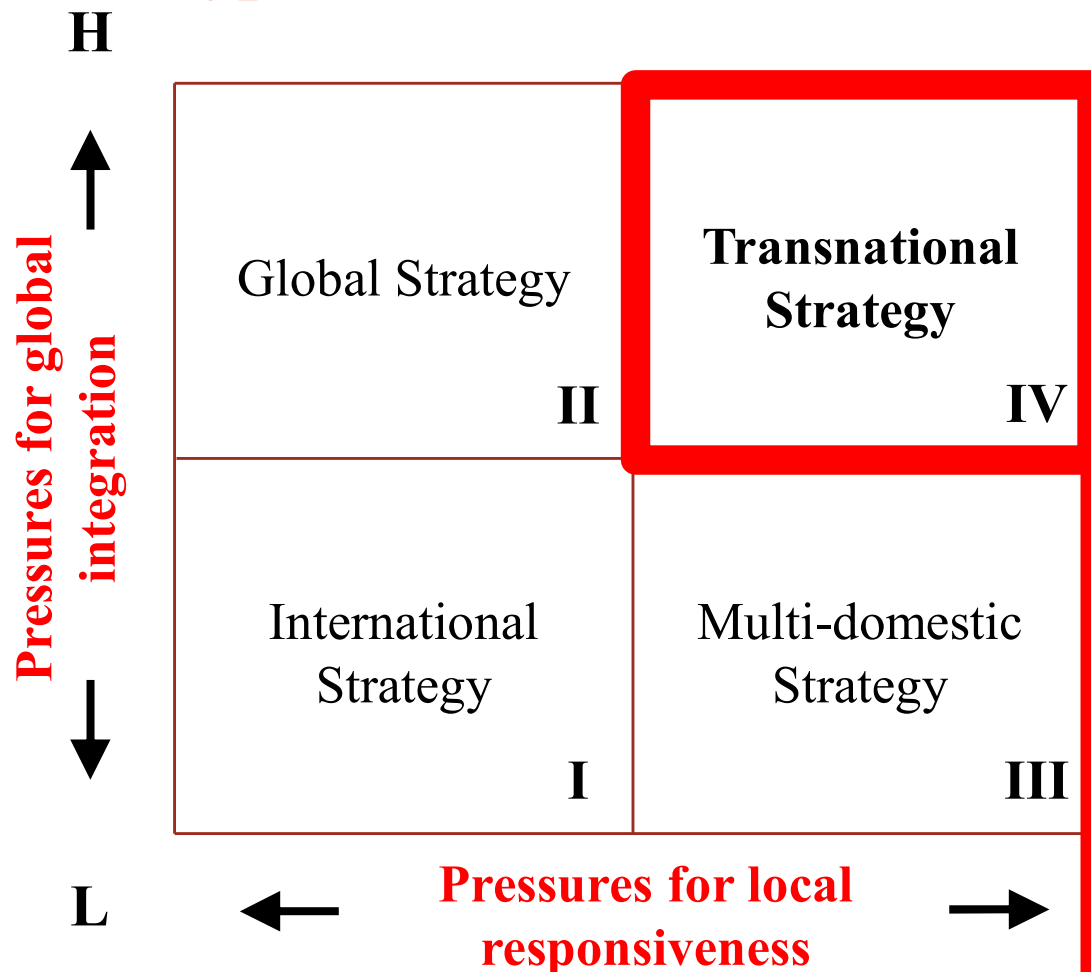 H
Pressures for global
integration
Global Strategy
II
Transnational
Strategy
IV
International
Strategy
I
Multi-domestic
Strategy
III
L
Pressures for local
responsiveness